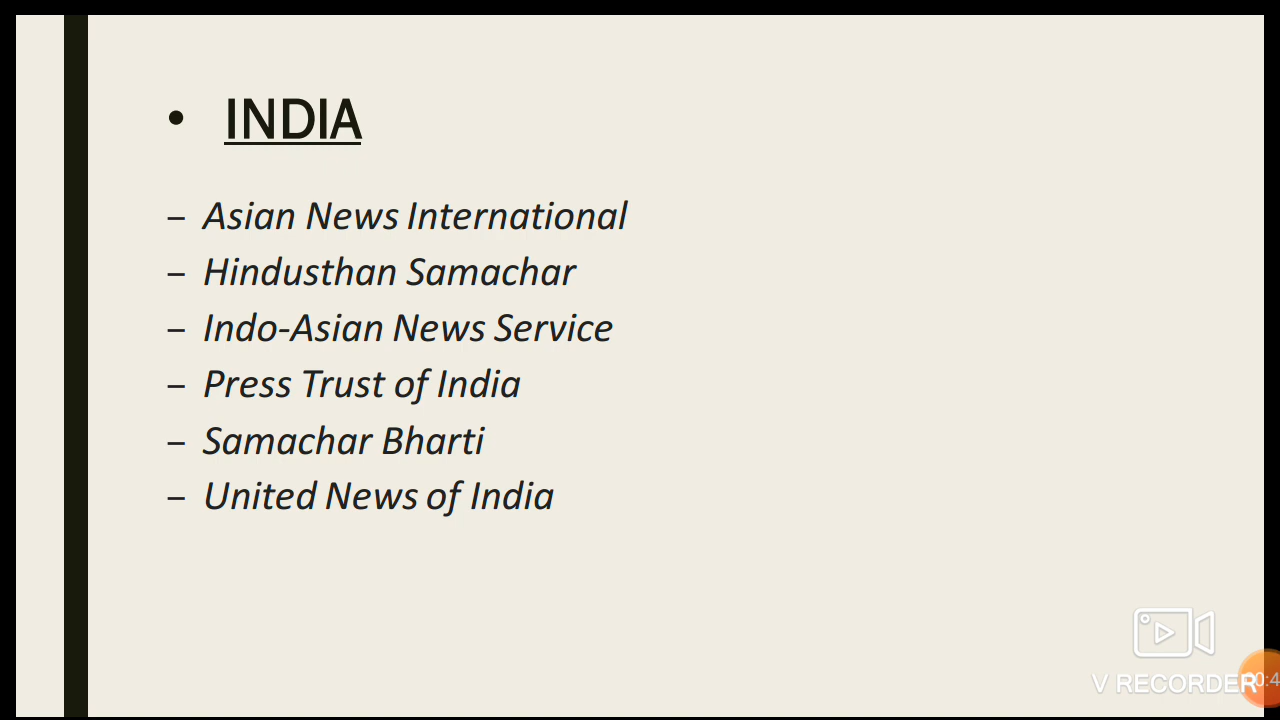 • INDIA
– Asian News International
– Hindusthan Samachar
– Indo-Asian News Service
– Press Trust of India
– Samachar Bharti
– United News of India
V RECORDER